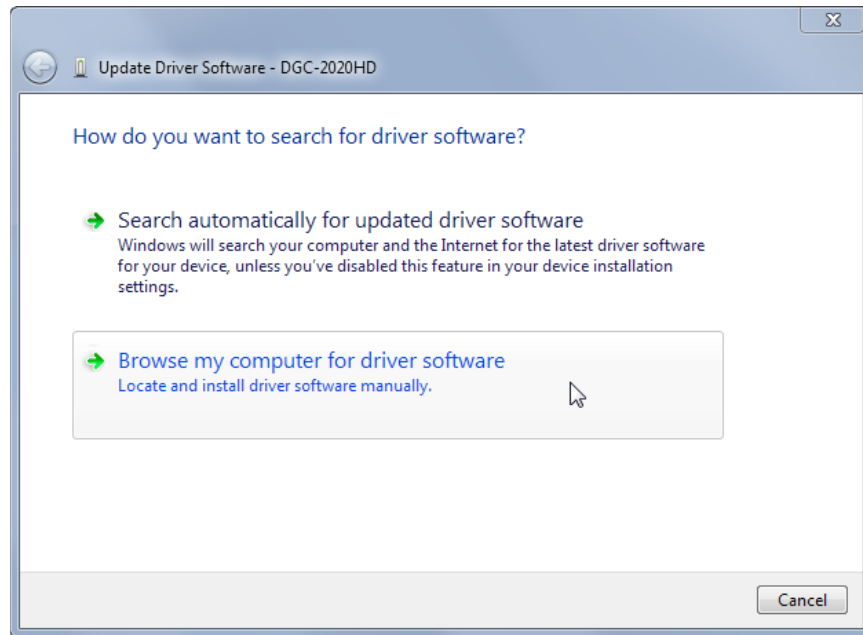 Update Driver Software - DGC-2020HD
How do you want to search for driver software?
Search automatically for updated driver software
Windows will search your computer and the Internet for the latest driver software
for your device, unless you've disabled this feature in your device installation
settings.
Browse my computer for driver software
Locate and install driver software manually.
Cancel